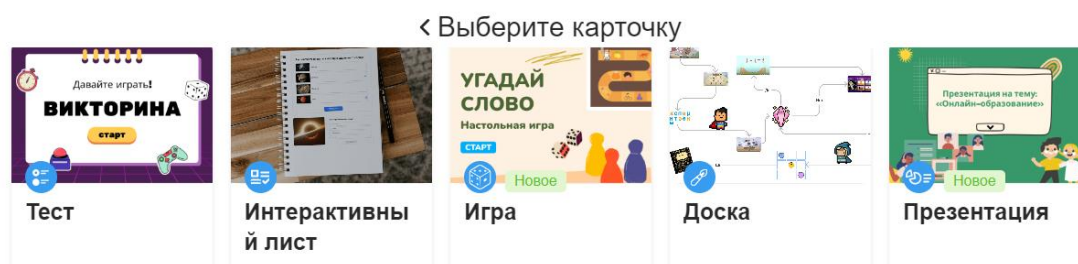 Выберите карточку
Давайте играть!
ВИКТОРИНА
старт
УГАДАЙ
СЛОВО
Настольная игра
СТАРТ
Презентация на тему:
«Онлайн-образование»
Новое
Новое
Тест
Интерактивны
й лист
Игра
Доска
Презентация